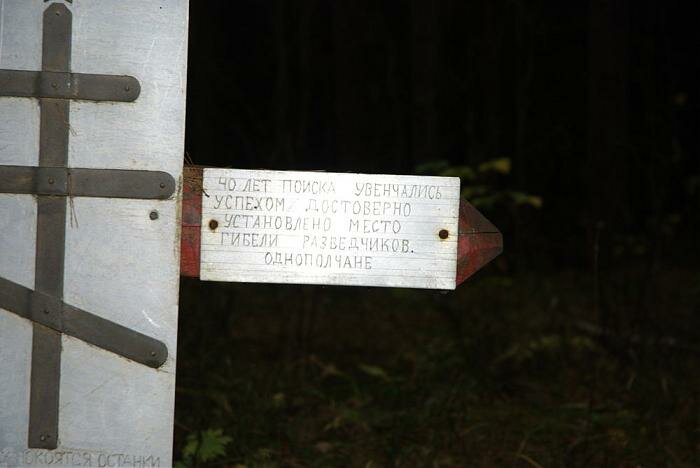 40 ЛЕТ ПОИСКА УВЕНЧАЛИСЬ
УСПЕХОМ. ДОСТОВЕРНО
УСТАНОВЛЕНО МЕСТО
ГИБЕЛИ РАЗВЕДЧИКОВ.
ОДНОПОЛЧАНЕ
ПОКОЯТСЯ ОСТАНКИ